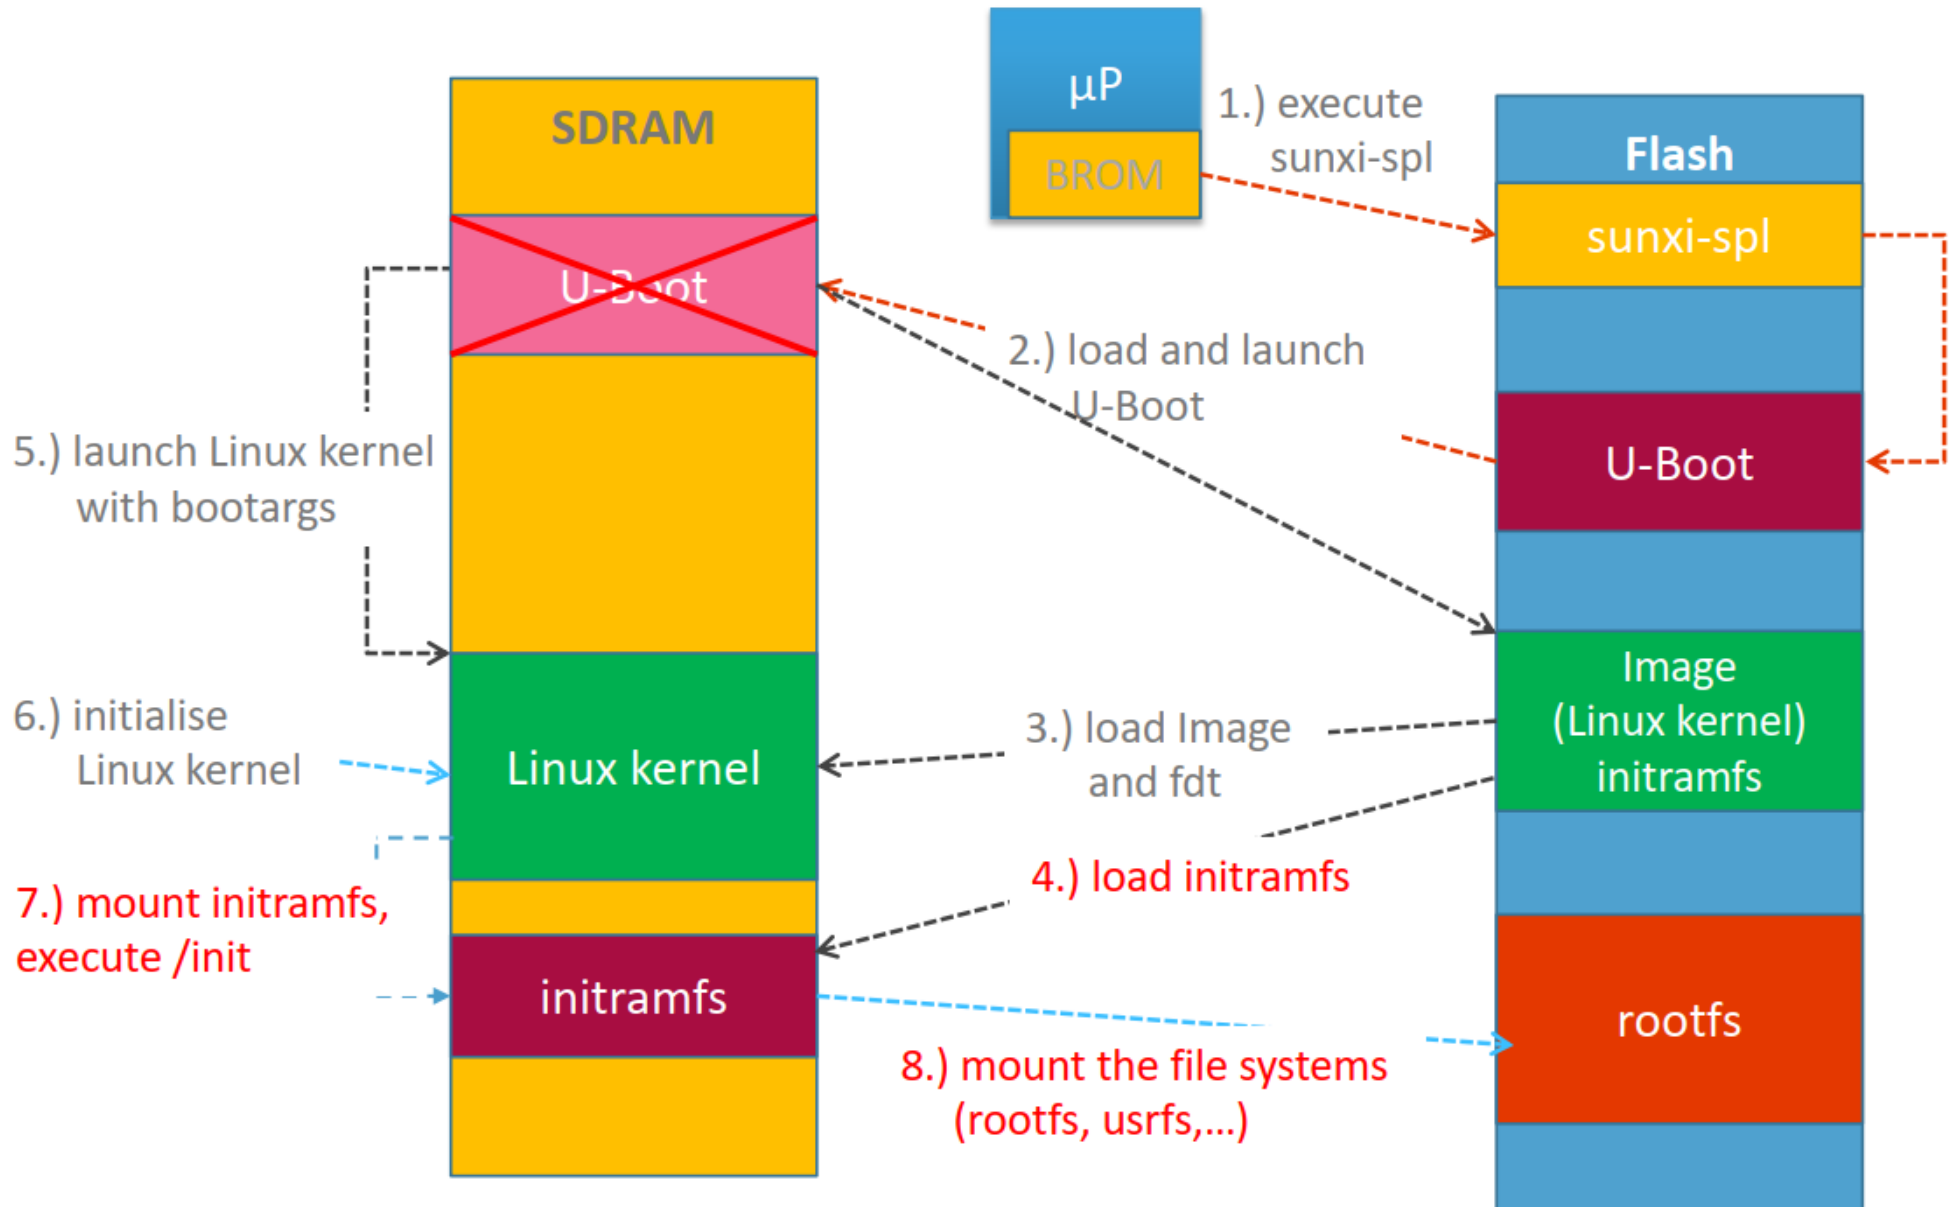 µP
BROM
1.) execute
sunxi-spl
SDRAM
U-Boot
Flash
sunxi-spl
2.) load and launch
U-Boot
U-Boot
5.) launch Linux kernel
with bootargs
Image
(Linux kernel)
initramfs
3.) load Image
and fdt
6.) initialise
Linux kernel
Linux kernel
4.) load initramfs
7.) mount initramfs,
execute /init
initramfs
rootfs
8.) mount the file systems
(rootfs, usrfs,...)